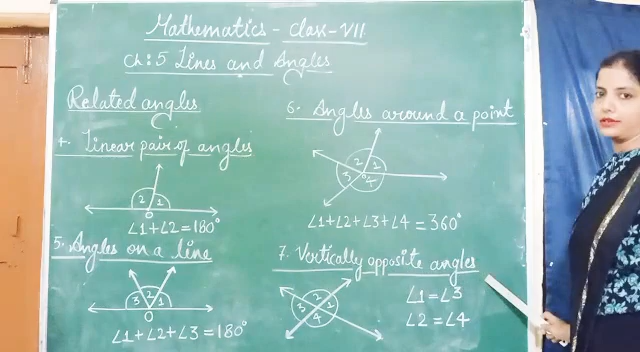 Mathematics - Class-VII
Ch:5 Lines and Angles
Related angles
4. Linear pair of angles
2 1
O
∠1+∠2=180°
5. Angles on a line
3 2 1
O
∠1+∠2+∠3=180°
6. Angles around a point
2 1
3 O 4
∠1+∠2+∠3+∠4=360°
7. Vertically opposite angles
2
3 1
4
∠1=∠3
∠2=∠4